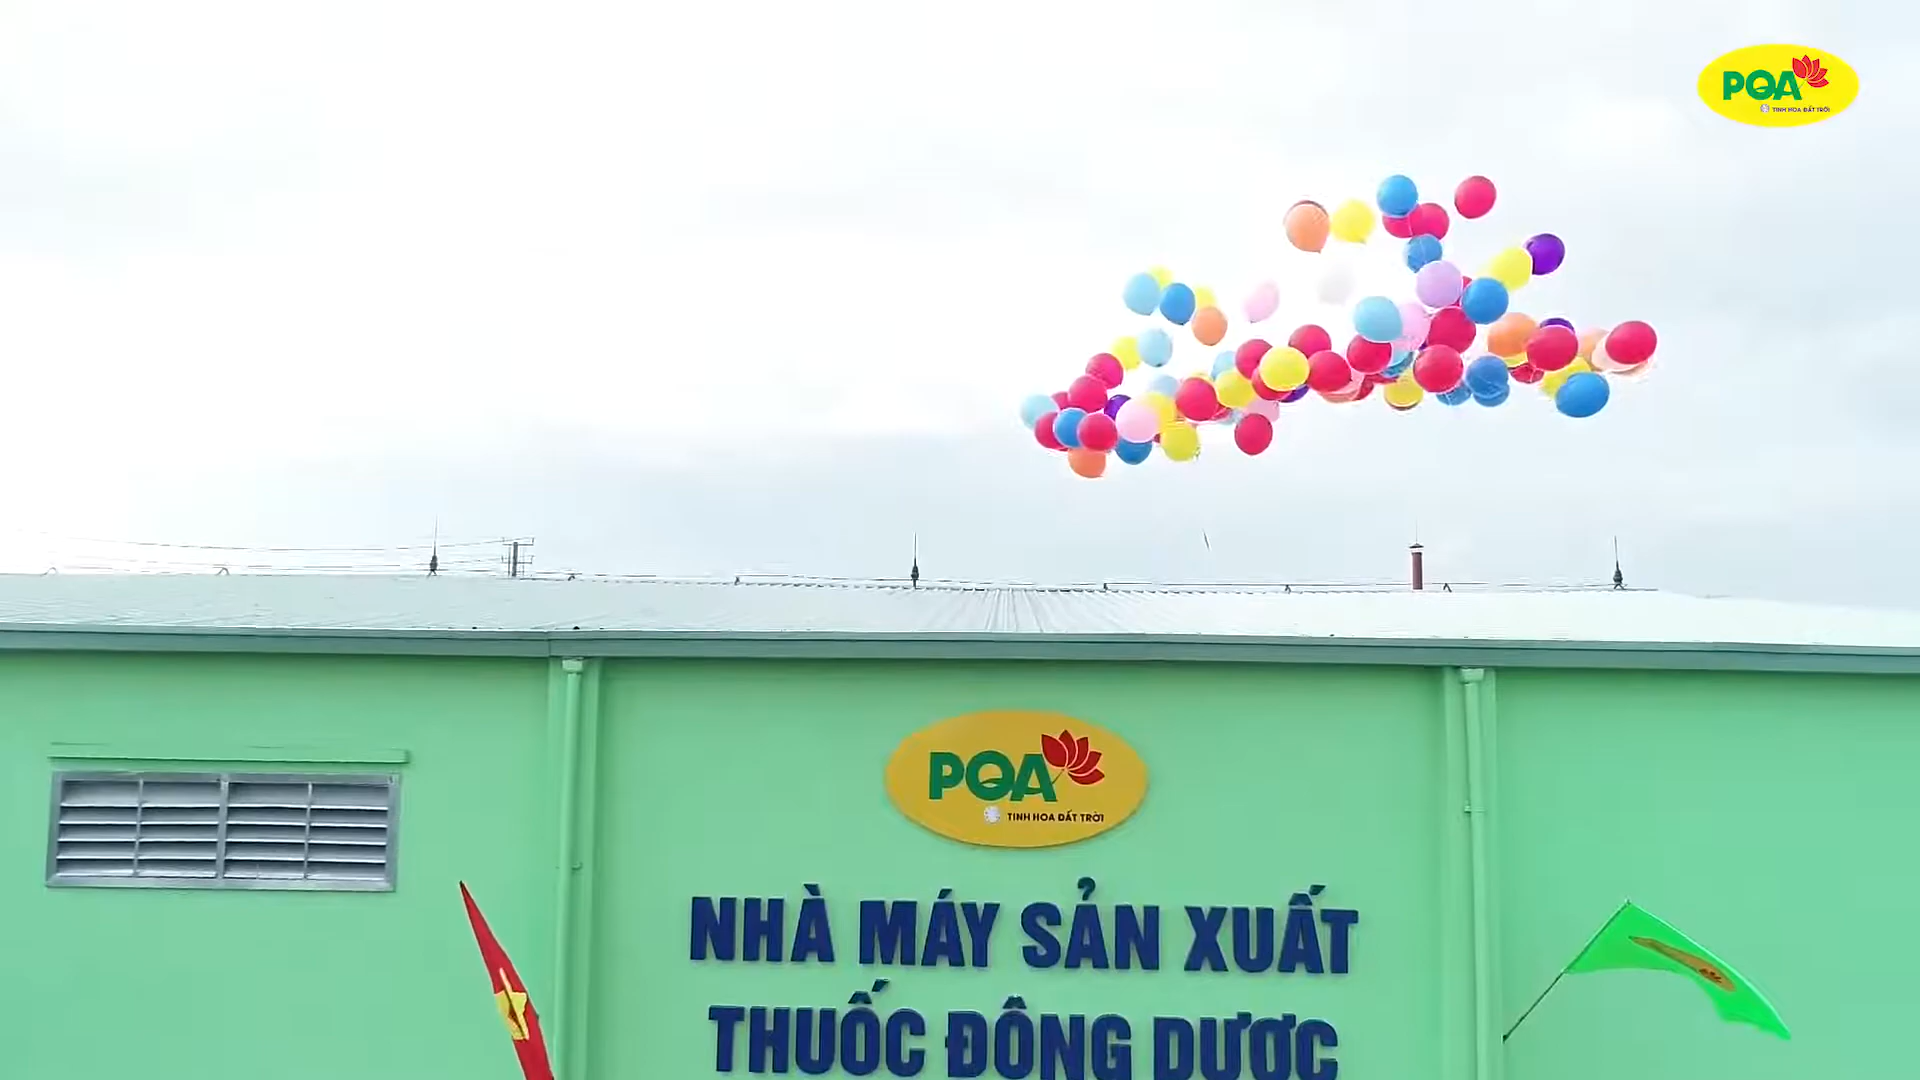 PQA
TINH HOA ĐẤT TRỜI
PQA
TINH HOA ĐẤT TRỜI
NHÀ MÁY SẢN XUẤT
THUỐC ĐÔNG DƯỢC